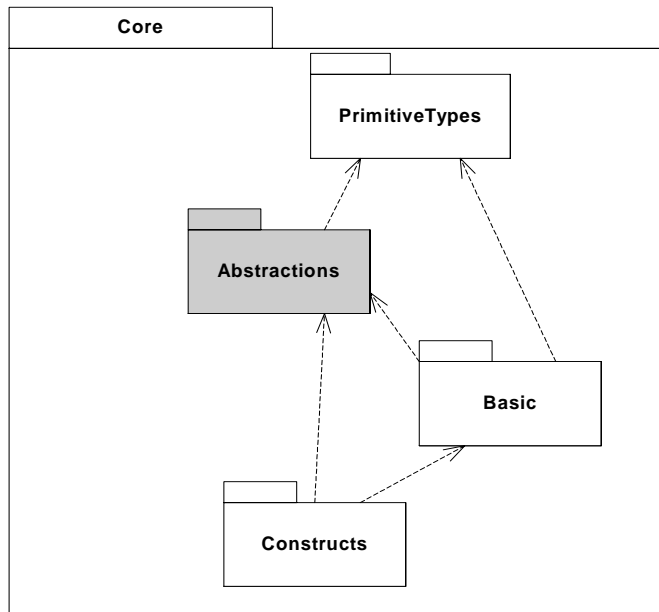 Core
PrimitiveTypes
Abstractions
Basic
Constructs